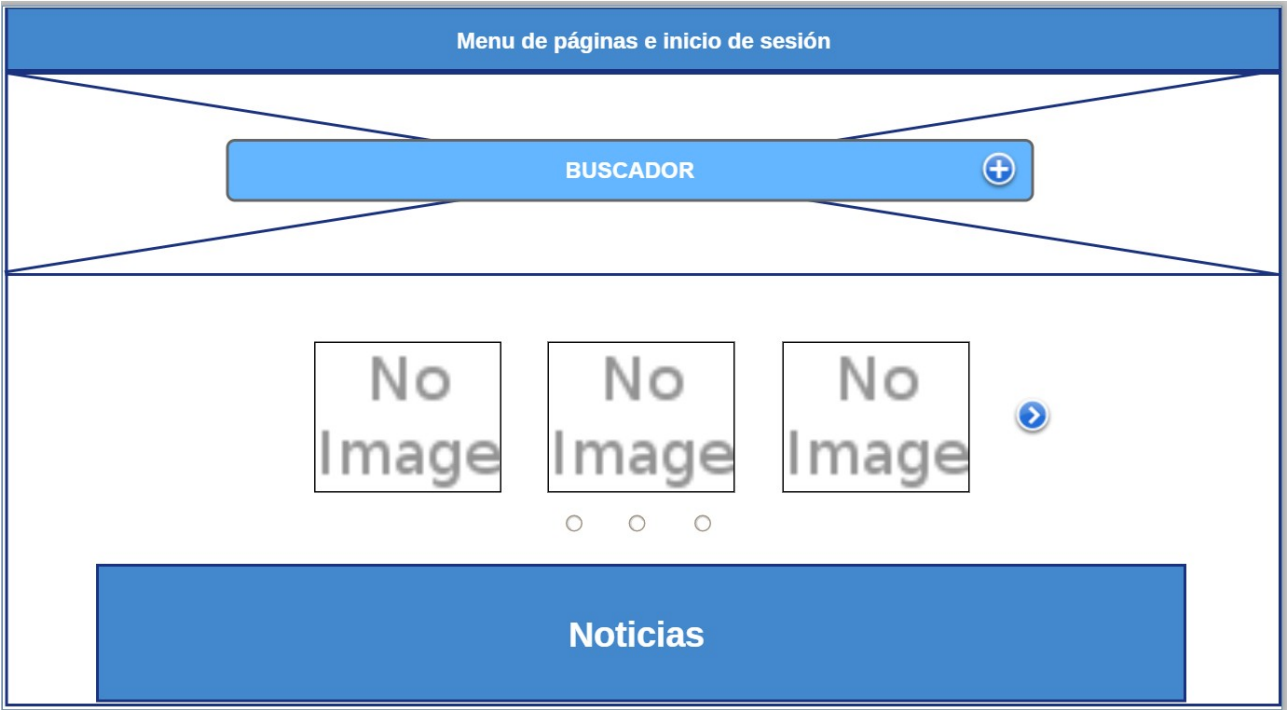 Menu de páginas e inicio de sesión
BUSCADOR
No
Image
No
Image
No
Image
Noticias